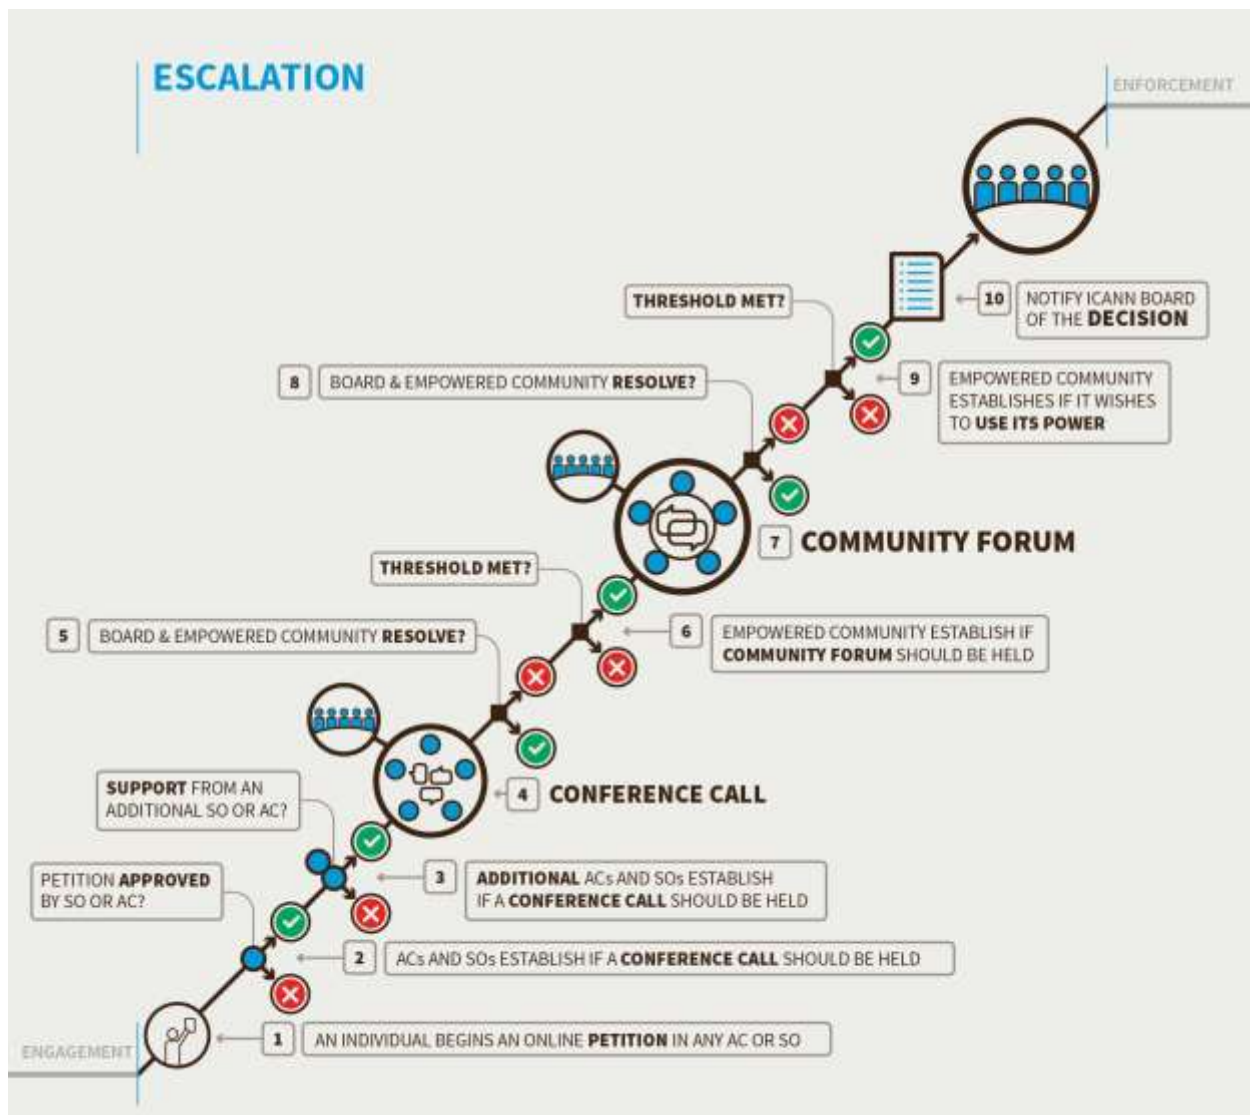 ESCALATION
ENFORCEMENT
THRESHOLD MET?
10
NOTIFY ICANN BOARD
OF THE DECISION
8
BOARD & EMPOWERED COMMUNITY RESOLVE?
9
EMPOWERED COMMUNITY
ESTABLISHES IF IT WISHES
TO USE ITS POWER
7
COMMUNITY FORUM
THRESHOLD MET?
5
BOARD & EMPOWERED COMMUNITY RESOLVE?
6
EMPOWERED COMMUNITY ESTABLISH IF
COMMUNITY FORUM SHOULD BE HELD
SUPPORT FROM AN
ADDITIONAL SO OR AC?
4
CONFERENCE CALL
PETITION APPROVED
BY SO OR AC?
3
ADDITIONAL ACs AND SOs ESTABLISH
IF A CONFERENCE CALL SHOULD BE HELD
2
ACs AND SOs ESTABLISH IF A CONFERENCE CALL SHOULD BE HELD
1
AN INDIVIDUAL BEGINS AN ONLINE PETITION IN ANY AC OR SO
ENGAGEMENT